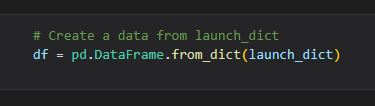 # Create a data from launch_dict
df = pd.DataFrame.from_dict(launch_dict)